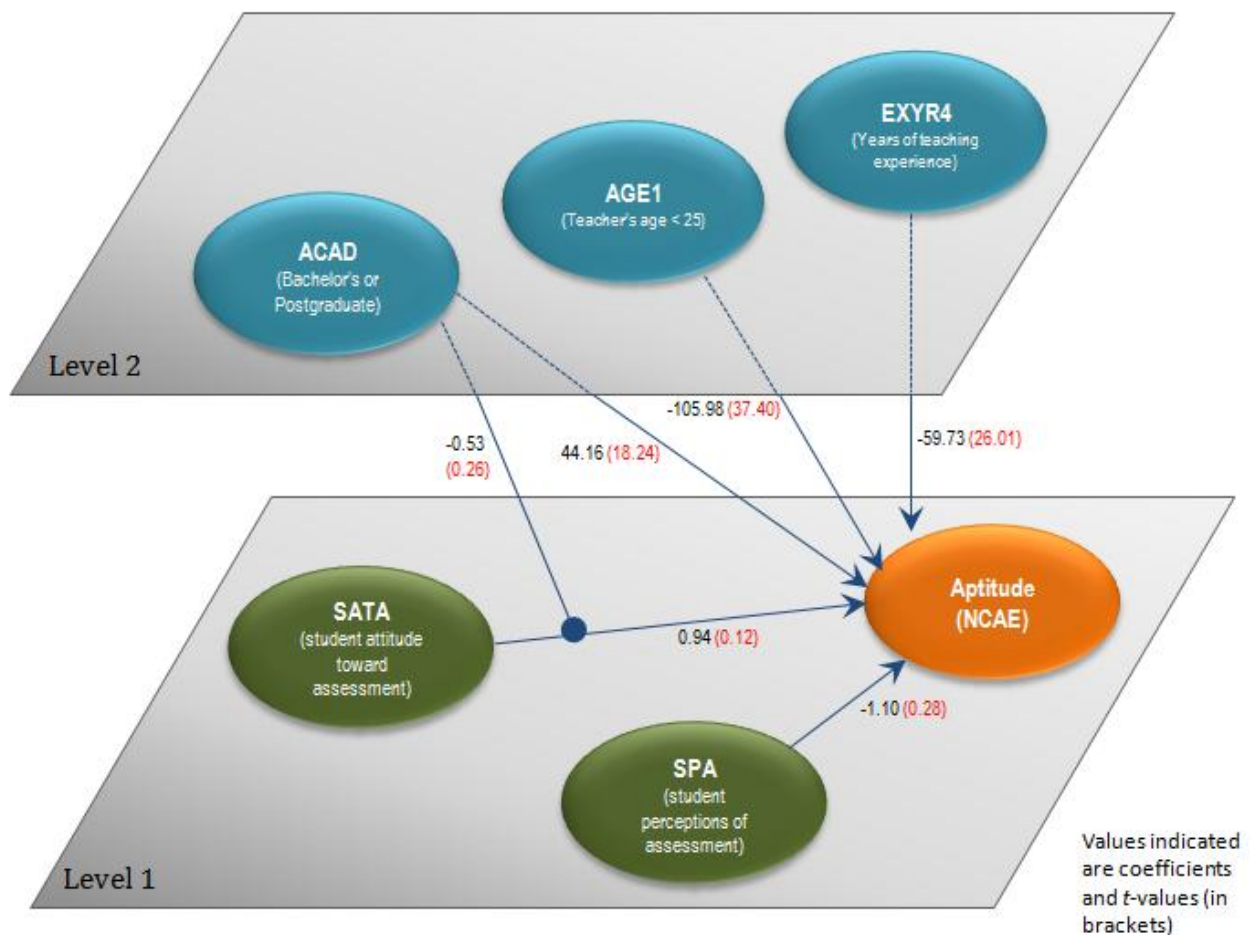 EXYR4
(Years of teaching
experience)
AGE1
(Teacher's age < 25)
ACAD
(Bachelor's or
Postgraduate)
Level 2
-105.98 (37.40)
-0.53
(0.26)
44.16 (18.24)
-59.73 (26.01)
Aptitude
(NCAE)
SATA
(student attitude
toward
assessment)
0.94 (0.12)
-1.10 (0.28)
SPA
(student
perceptions of
assessment)
Level 1
Values indicated
are coefficients
and t-values (in
brackets)